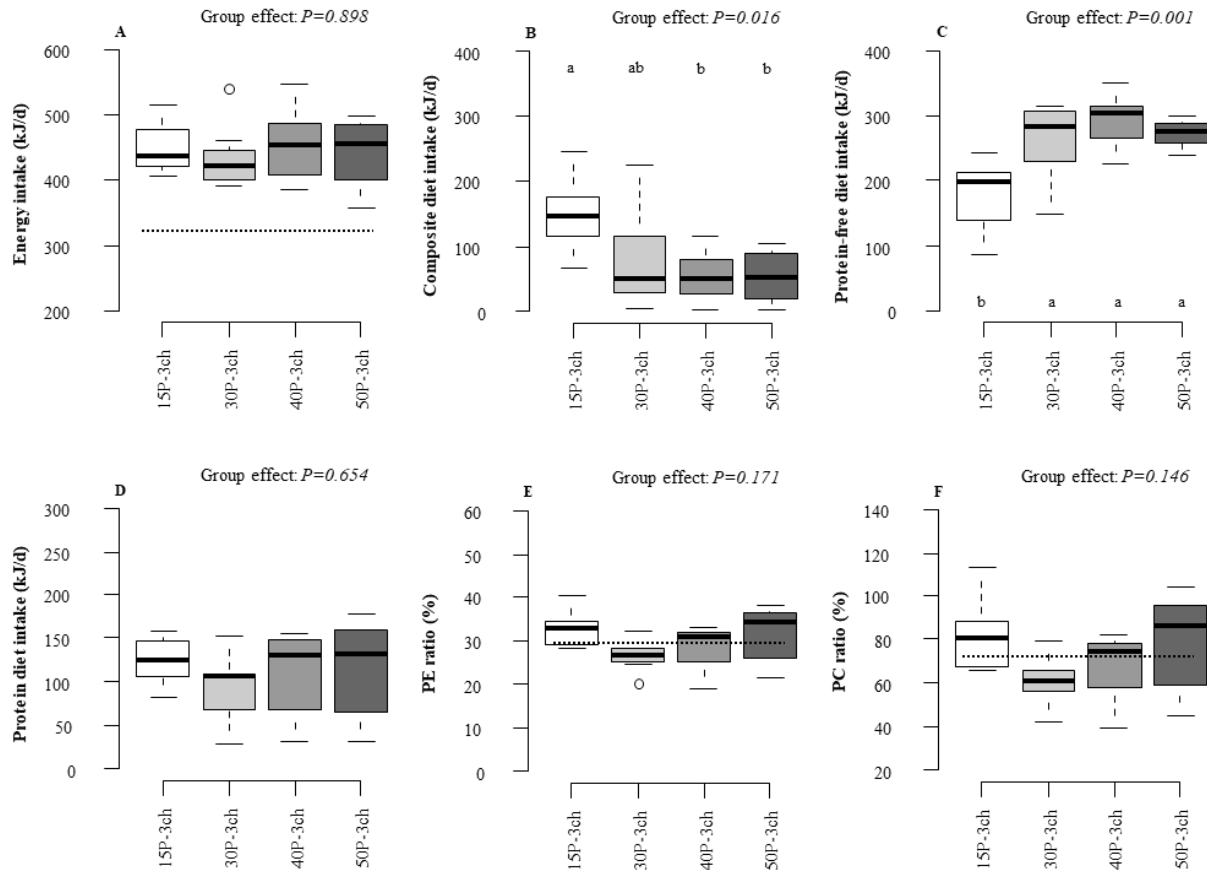 Group effect: P=0.898
A
Energy intake (kJ/d)
600
500
400
300
200
15P-3ch
30P-3ch
40P-3ch
50P-3ch
Group effect: P=0.016
B
Composite diet intake (kJ/d)
400
300
200
100
0
a
ab
b
b
15P-3ch
30P-3ch
40P-3ch
50P-3ch
Group effect: P=0.001
C
Protein-free diet intake (kJ/d)
400
300
200
100
0
b
a
a
a
15P-3ch
30P-3ch
40P-3ch
50P-3ch
Group effect: P=0.654
D
Protein diet intake (kJ/d)
300
250
200
150
100
50
0
15P-3ch
30P-3ch
40P-3ch
50P-3ch
Group effect: P=0.171
E
PE ratio (%)
60
50
40
30
20
10
0
15P-3ch
30P-3ch
40P-3ch
50P-3ch
Group effect: P=0.146
F
PC ratio (%)
140
120
100
80
60
40
20
15P-3ch
30P-3ch
40P-3ch
50P-3ch